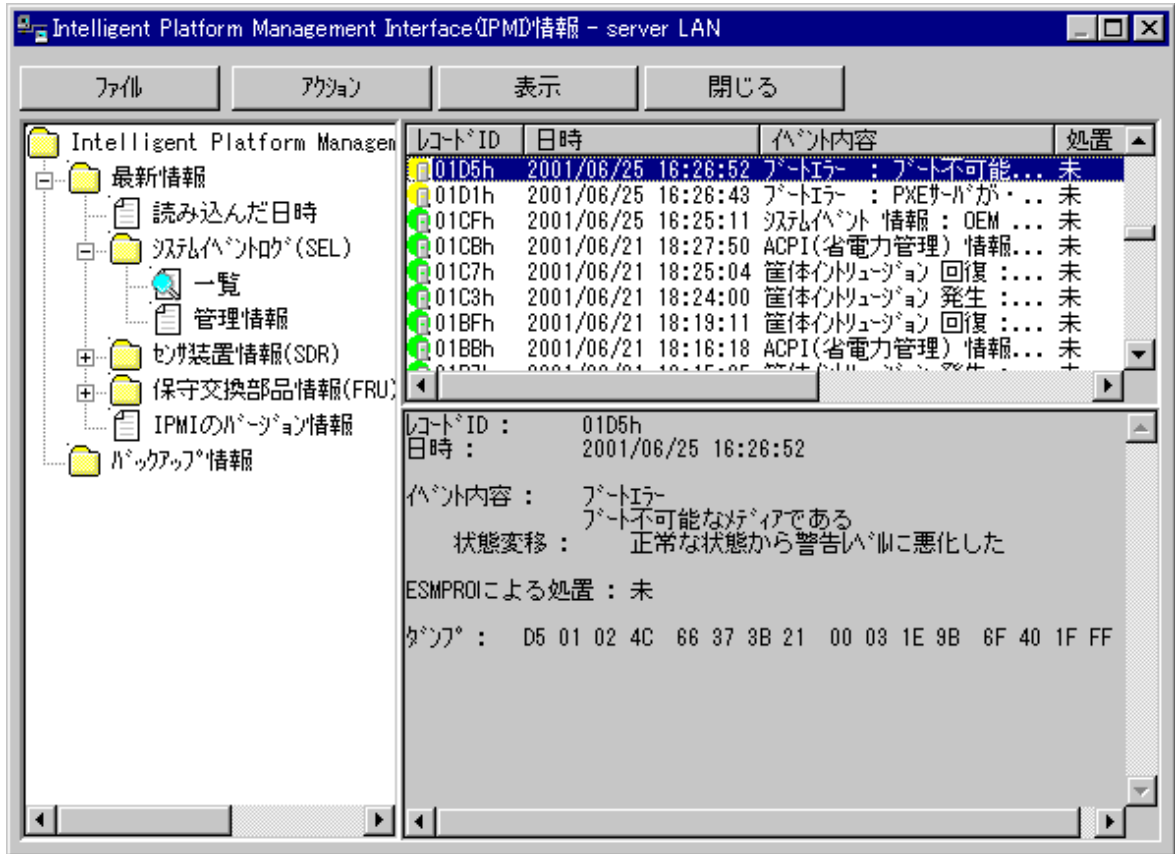 Intelligent Platform Management Interface(IPMI)情報 - server LAN
ファイル アクション 表示 閉じる
Intelligent Platform Managen
最新情報
読み込んだ日時
システムイベントログ(SEL)
一覧
管理情報
センサ装置情報(SDR)
保守交換部品情報(FRU)
IPMIのバージョン情報
バックアップ情報
レコードID 日時 イベント内容 処置
01D5h 2001/06/25 16:26:52 ブートエラー : ブート不可能... 未
01D1h 2001/06/25 16:26:43 ブートエラー : PXEサーバが・.. 未
01CFh 2001/06/25 16:25:11 システムイベント 情報 : OEM ... 未
01CBh 2001/06/21 18:27:50 ACPI(省電力管理) 情報... 未
01C7h 2001/06/21 18:25:04 筐体イントリュージョン 回復 :... 未
01C3h 2001/06/21 18:24:00 筐体イントリュージョン 発生 :... 未
01BFh 2001/06/21 18:19:11 筐体イントリュージョン 回復 :... 未
01BBh 2001/06/21 18:16:18 ACPI(省電力管理) 情報... 未
レコードID : 01D5h
日時 : 2001/06/25 16:26:52
イベント内容 : ブートエラー
ブート不可能なメディアである
状態変移 : 正常な状態から警告レベルに悪化した
ESMPROによる処置 : 未
ダンプ : D5 01 02 4C 66 37 3B 21 00 03 1E 9B 6F 40 1F FF